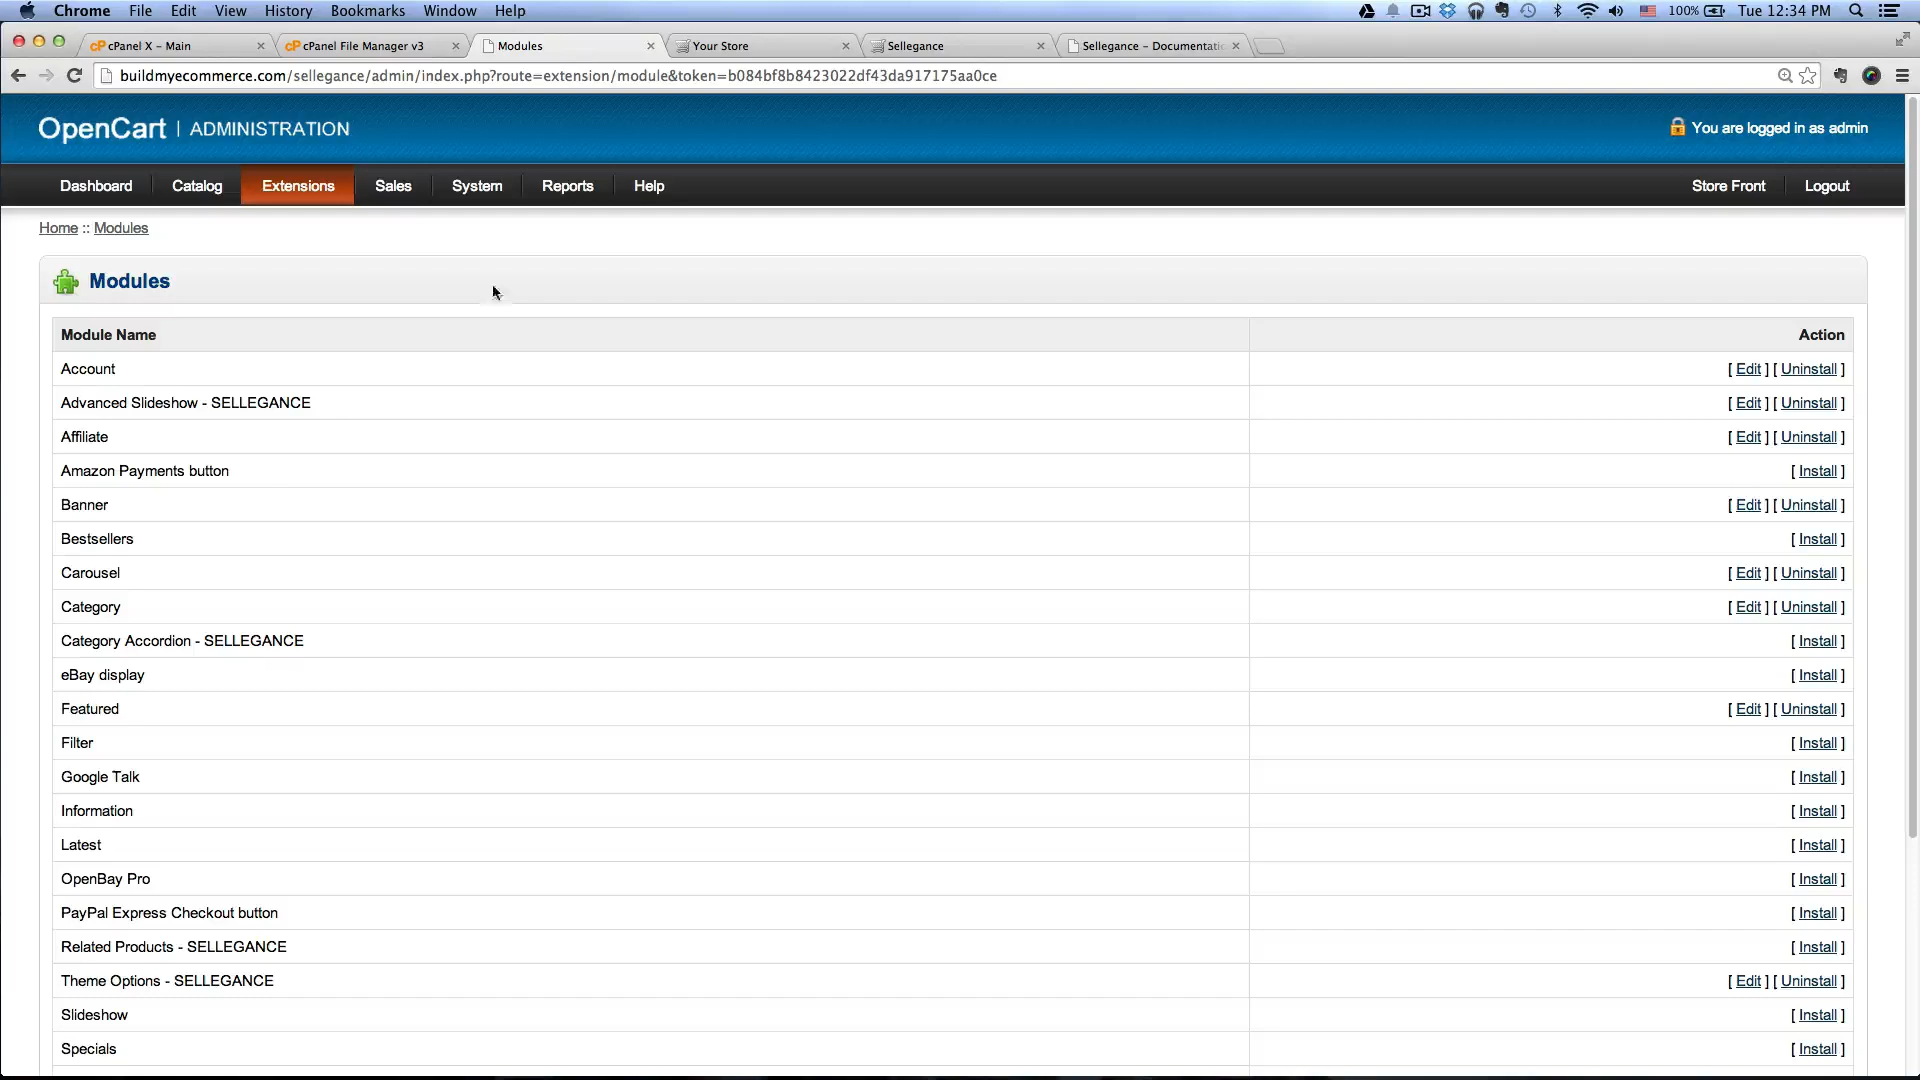 Chrome File Edit View History Bookmarks Window Help 100% Tue 12:34 PM
cPanel X – Main cPanel File Manager v3 Modules Your Store Sellegance Sellegance – Documentatio
buildmyecommerce.com/sellegance/admin/index.php?route=extension/module&token=b084bf8b8423022df43da917175aa0ce
OpenCart | ADMINISTRATION You are logged in as admin
Dashboard Catalog Extensions Sales System Reports Help Store Front Logout
Home :: Modules
Modules
Module Name Action
Account [ Edit ] [ Uninstall ]
Advanced Slideshow - SELLEGANCE [ Edit ] [ Uninstall ]
Affiliate [ Edit ] [ Uninstall ]
Amazon Payments button [ Install ]
Banner [ Edit ] [ Uninstall ]
Bestsellers [ Install ]
Carousel [ Edit ] [ Uninstall ]
Category [ Edit ] [ Uninstall ]
Category Accordion - SELLEGANCE [ Install ]
eBay display [ Install ]
Featured [ Edit ] [ Uninstall ]
Filter [ Install ]
Google Talk [ Install ]
Information [ Install ]
Latest [ Install ]
OpenBay Pro [ Install ]
PayPal Express Checkout button [ Install ]
Related Products - SELLEGANCE [ Install ]
Theme Options - SELLEGANCE [ Edit ] [ Uninstall ]
Slideshow [ Install ]
Specials [ Install ]